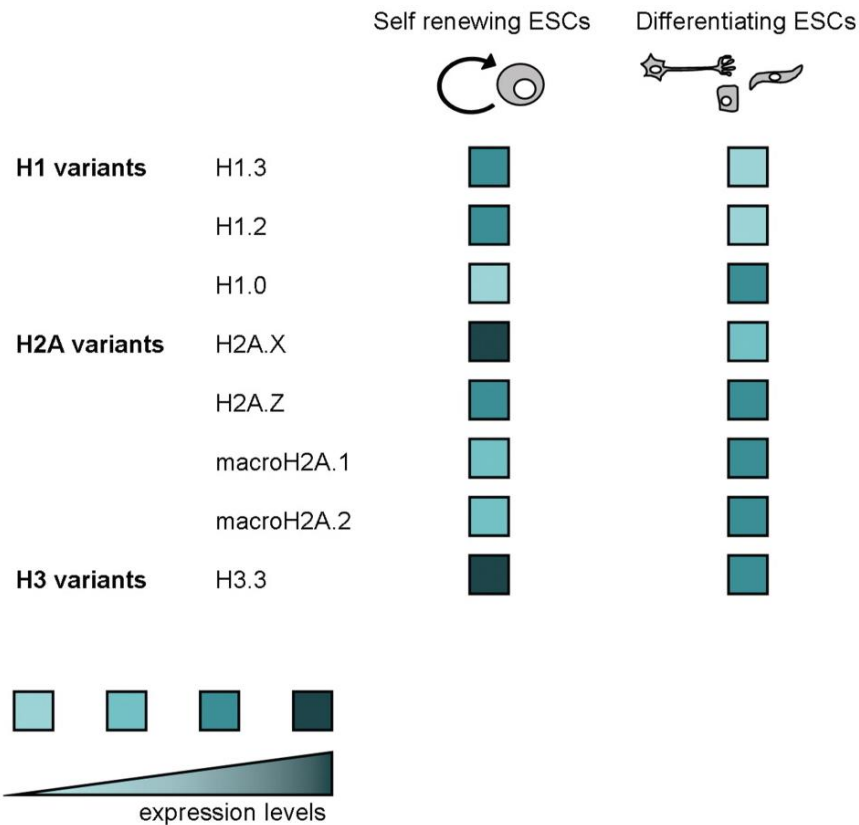 Self renewing ESCs Differentiating ESCs
H1 variants H1.3
H1.2
H1.0
H2A variants H2A.X
H2A.Z
macroH2A.1
macroH2A.2
H3 variants H3.3
expression levels